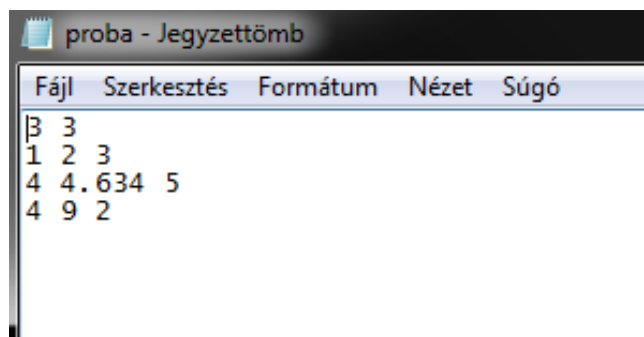 proba - Jegyzettömb
Fájl Szerkesztés Formátum Nézet Súgó
3 3
1 2 3
4 4.634 5
4 9 2